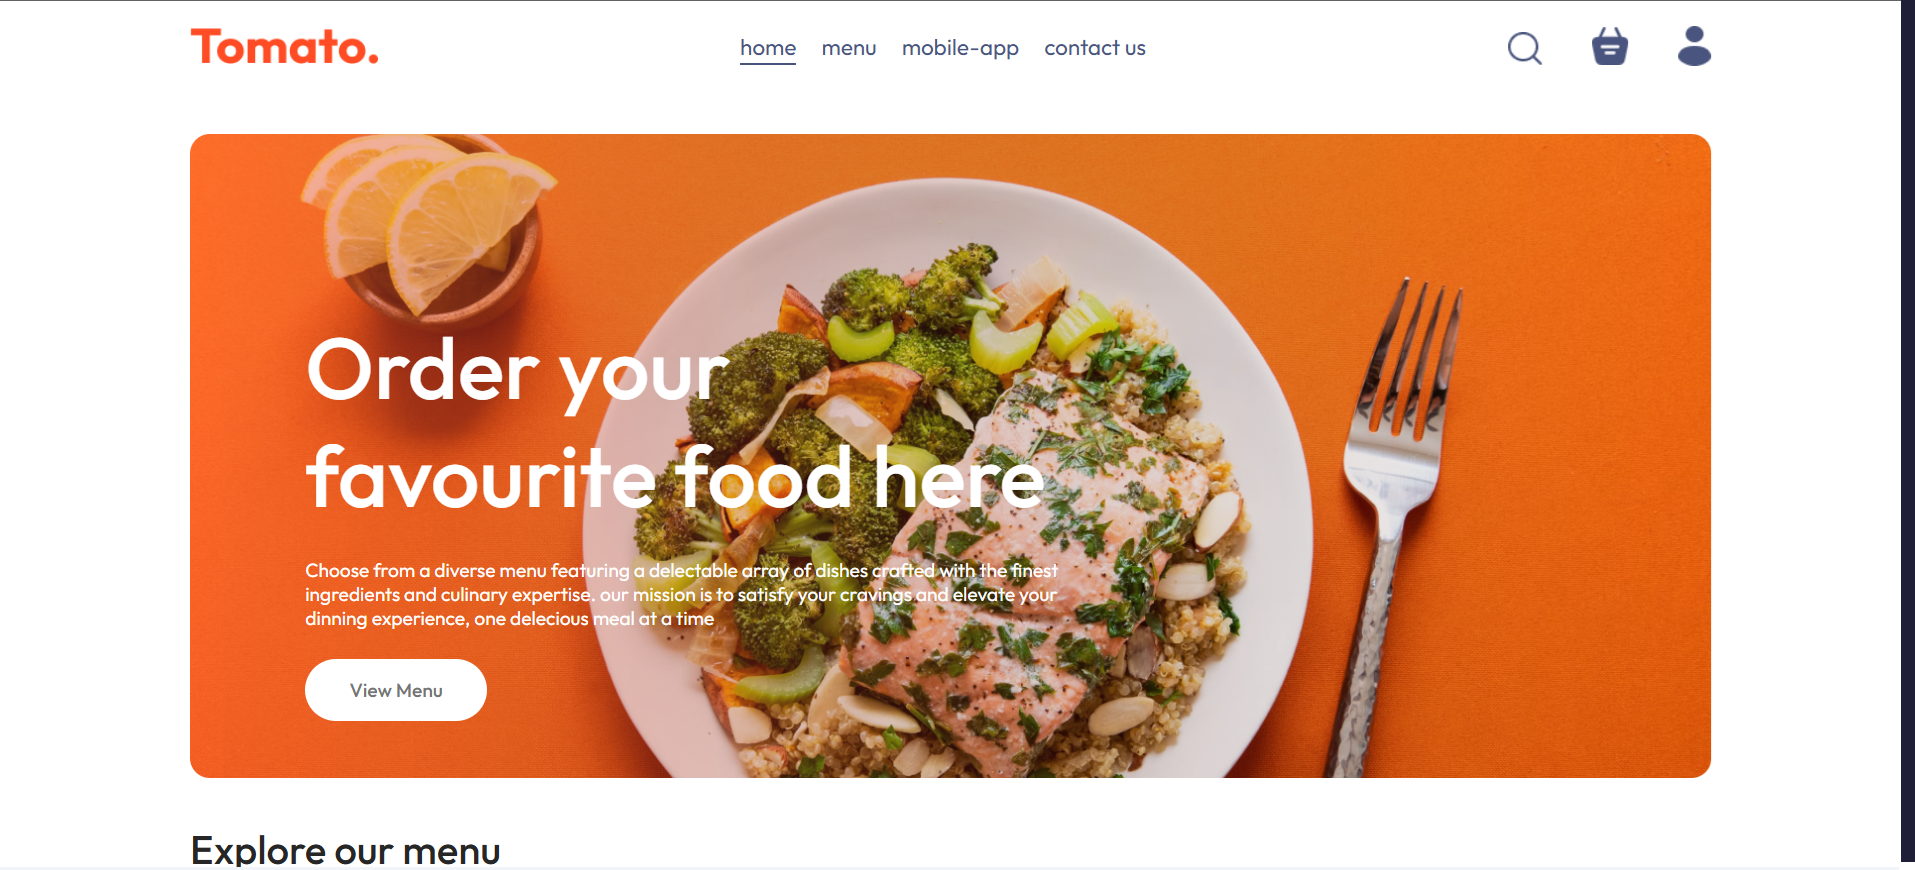 Tomato.
home menu mobile-app contact us
Order your
favourite food here
Choose from a diverse menu featuring a delectable array of dishes crafted with the finest
ingredients and culinary expertise. our mission is to satisfy your cravings and elevate your
dinning experience, one delecious meal at a time
View Menu
Explore our menu